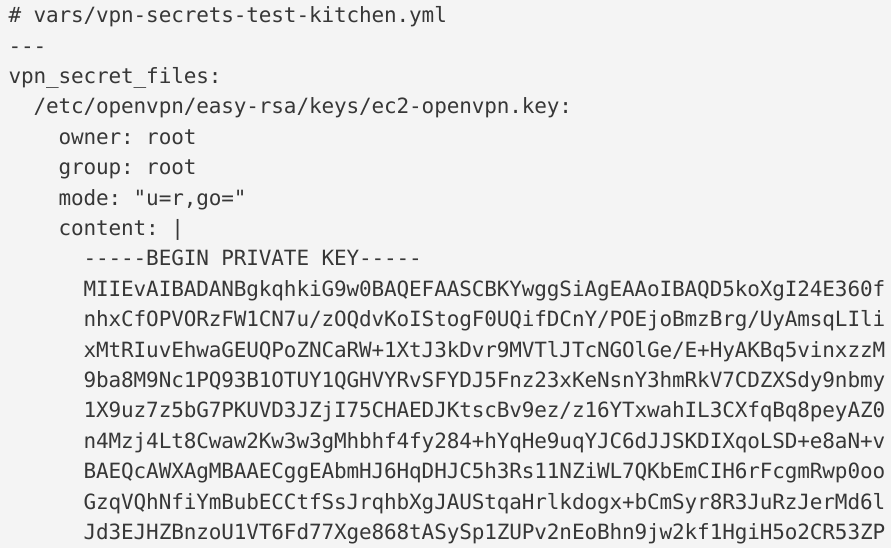 # vars/vpn-secrets-test-kitchen.yml
---
vpn_secret_files:
  /etc/openvpn/easy-rsa/keys/ec2-openvpn.key:
    owner: root
    group: root
    mode: "u=r,go="
    content: |
      -----BEGIN PRIVATE KEY-----
      MIIEvAIBADANBgkqhkiG9w0BAQEFAASCBKYwggSiAgEAAoIBAQD5koXgI24E360f
      nhxCfOPVORzFW1CN7u/zOQdvKoIStogF0UQifDCnY/POEjoBmzBrg/UyAmsqLIli
      xMtRIuvEhwaGEUQPoZNCaRW+1XtJ3kDvr9MVTlJTcNGOlGe/E+HyAKBq5vinxzzM
      9ba8M9Nc1PQ93B1OTUY1QGHVYRvSFYDJ5Fnz23xKeNsnY3hmRkV7CDZXSdy9nbmy
      1X9uz7z5bG7PKUVD3JZjI75CHAEDJKtscBv9ez/z16YTxwahIL3CXfqBq8peyAZ0
      n4Mzj4Lt8Cwaw2Kw3w3gMhbhf4fy284+hYqHe9uqYJC6dJJSKDIXqoLSD+e8aN+v
      BAEQcAWXAgMBAAECggEAbmHJ6HqDHJC5h3Rs11NZiWL7QKbEmCIH6rFcgmRwp0oo
      GzqVQhNfiYmBubECCtfSsJrqhbXgJAUStqaHrlkdogx+bCmSyr8R3JuRzJerMd6l
      Jd3EJHZBnzoU1VT6Fd77Xge868tASySp1ZUPv2nEoBhn9jw2kf1HgiH5o2CR53ZP